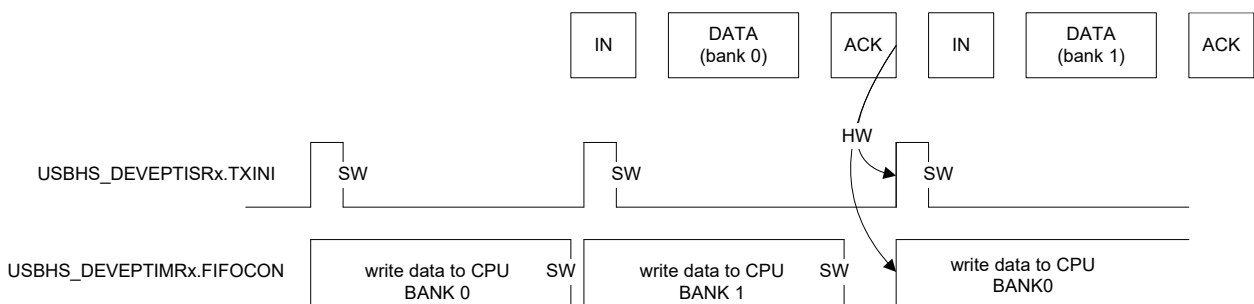 IN
DATA
(bank 0)
ACK
IN
DATA
(bank 1)
ACK
HW
USBHS_DEVEPTISRx.TXINI
SW
SW
SW
USBHS_DEVEPTIMRx.FIFOCON
write data to CPU
BANK 0
SW
write data to CPU
BANK 1
SW
write data to CPU
BANK0